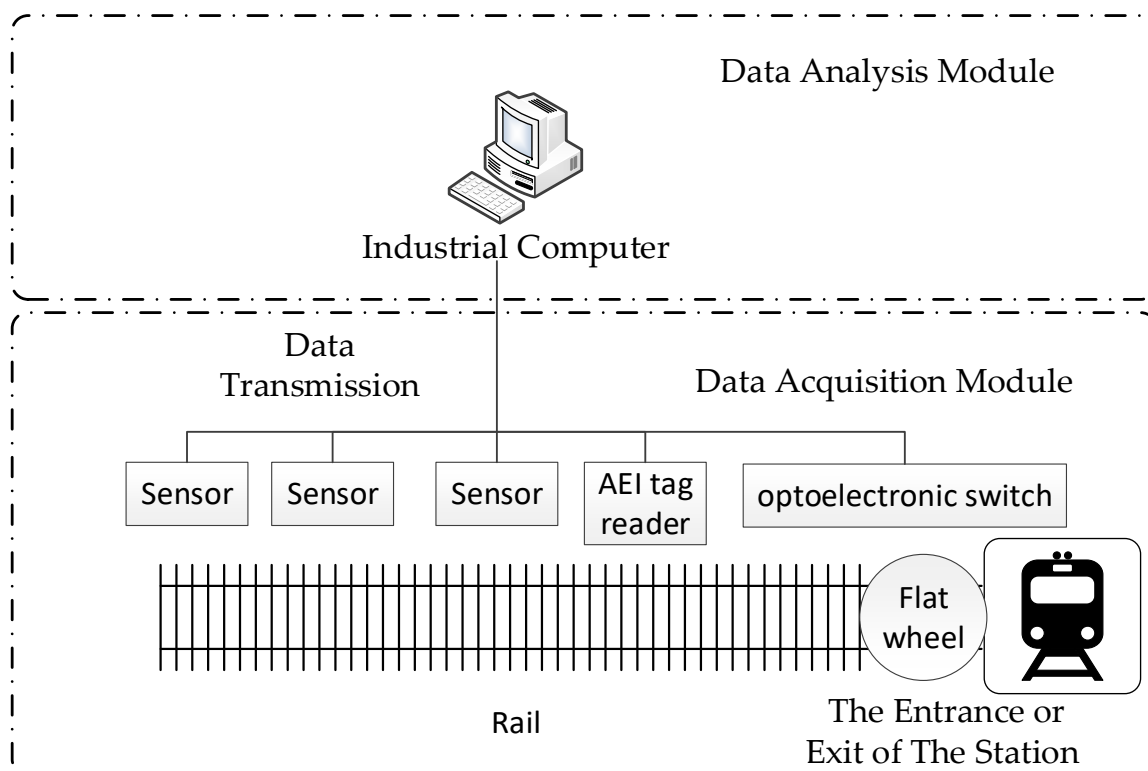 Data Analysis Module
Industrial Computer
Data
Transmission
Data Acquisition Module
Sensor
Sensor
Sensor
AEI tag
reader
optoelectronic switch
Flat
wheel
Rail
The Entrance or
Exit of The Station